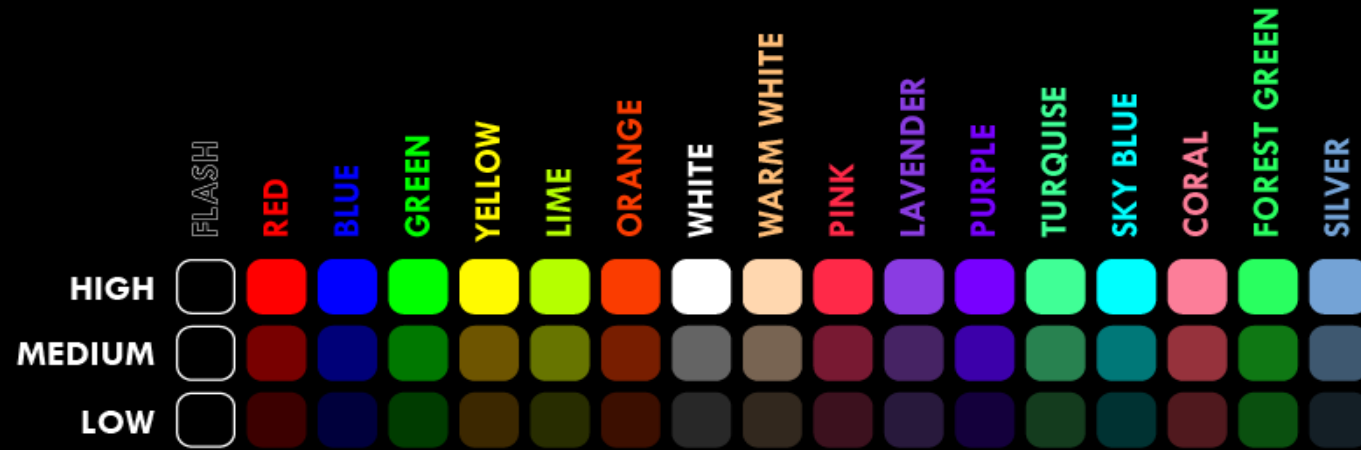 FLASH
RED
BLUE
GREEN
YELLOW
LIME
ORANGE
WHITE
WARM WHITE
PINK
LAVENDER
PURPLE
TURQUISE
SKY BLUE
CORAL
FOREST GREEN
SILVER
HIGH
MEDIUM
LOW